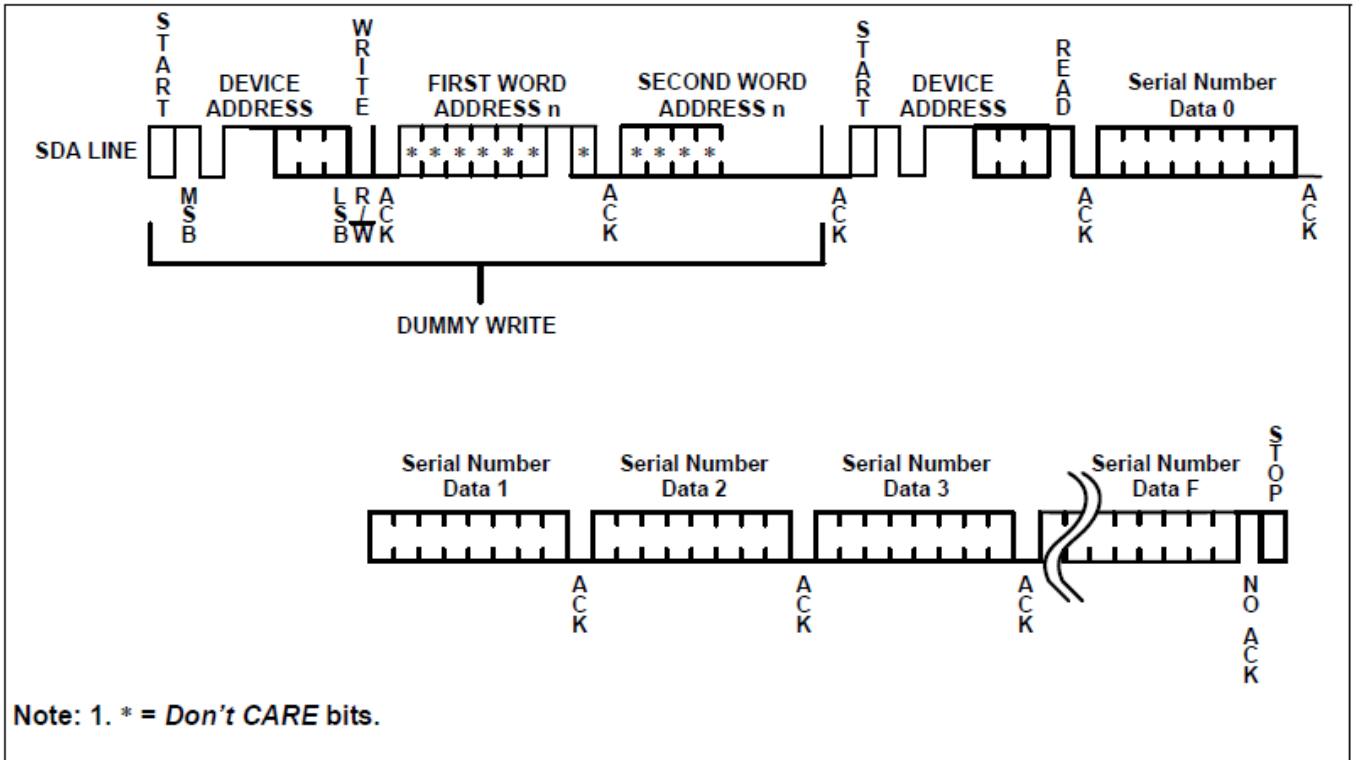 START
DEVICE
ADDRESS
WRITE
FIRST WORD
ADDRESS n
SECOND WORD
ADDRESS n
START
DEVICE
ADDRESS
READ
Serial Number
Data 0
SDA LINE
* * * * * *
*
* * * *
MSB
LSB
R/W
ACK
ACK
ACK
ACK
ACK
DUMMY WRITE
Serial Number
Data 1
Serial Number
Data 2
Serial Number
Data 3
Serial Number
Data F
STOP
ACK
ACK
ACK
NO ACK
Note: 1. * = Don't CARE bits.